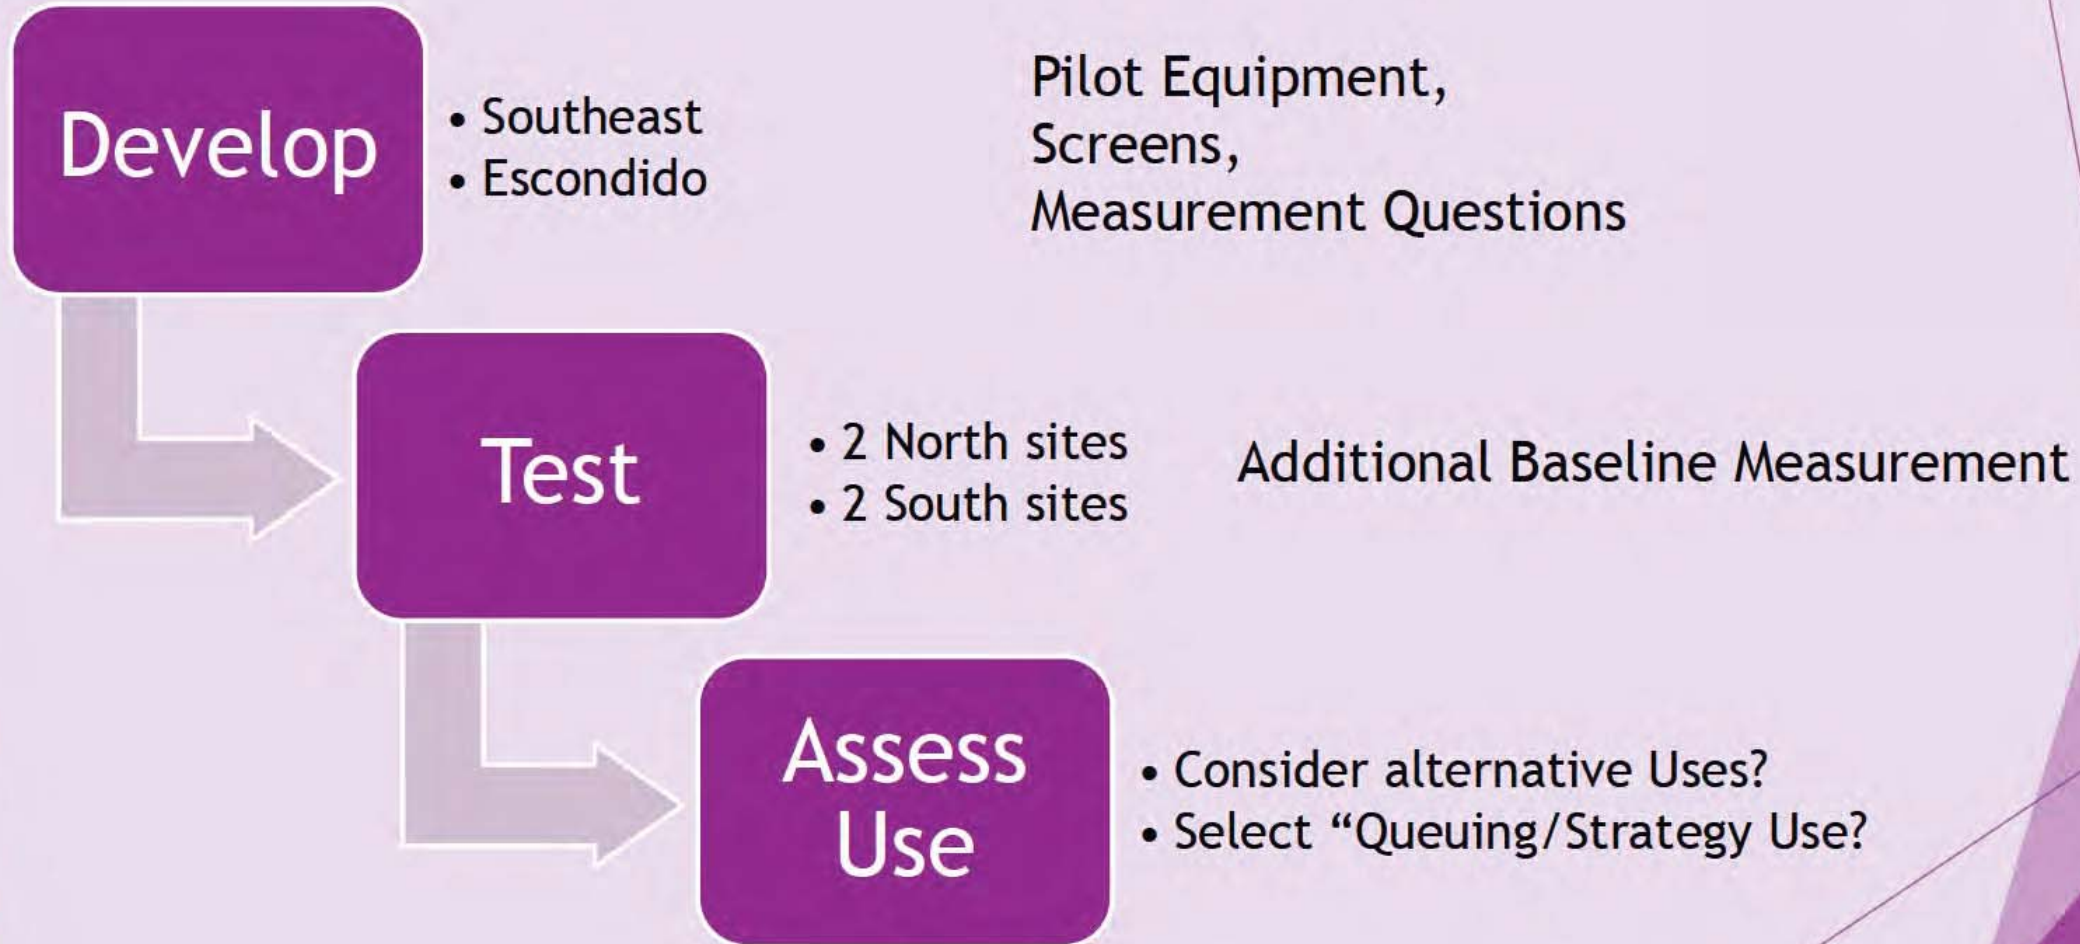 Develop
• Southeast
• Escondido
Pilot Equipment,
Screens,
Measurement Questions
Test
• 2 North sites
• 2 South sites
Additional Baseline Measurement
Assess
Use
• Consider alternative Uses?
• Select “Queuing/Strategy Use?